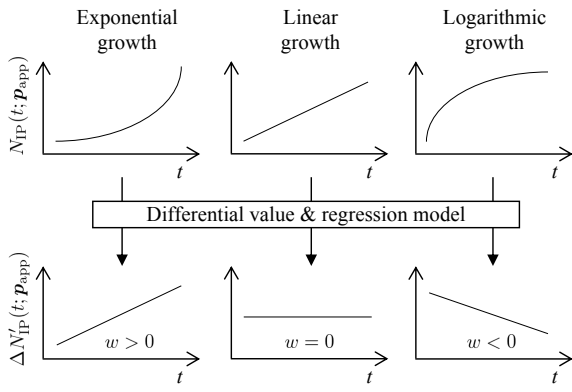 Exponential growth
Linear growth
Logarithmic growth
N_IP(t; p_app)
t
t
t
Differential value & regression model
ΔN′_IP(t; p_app)
w > 0
w = 0
w < 0
t
t
t